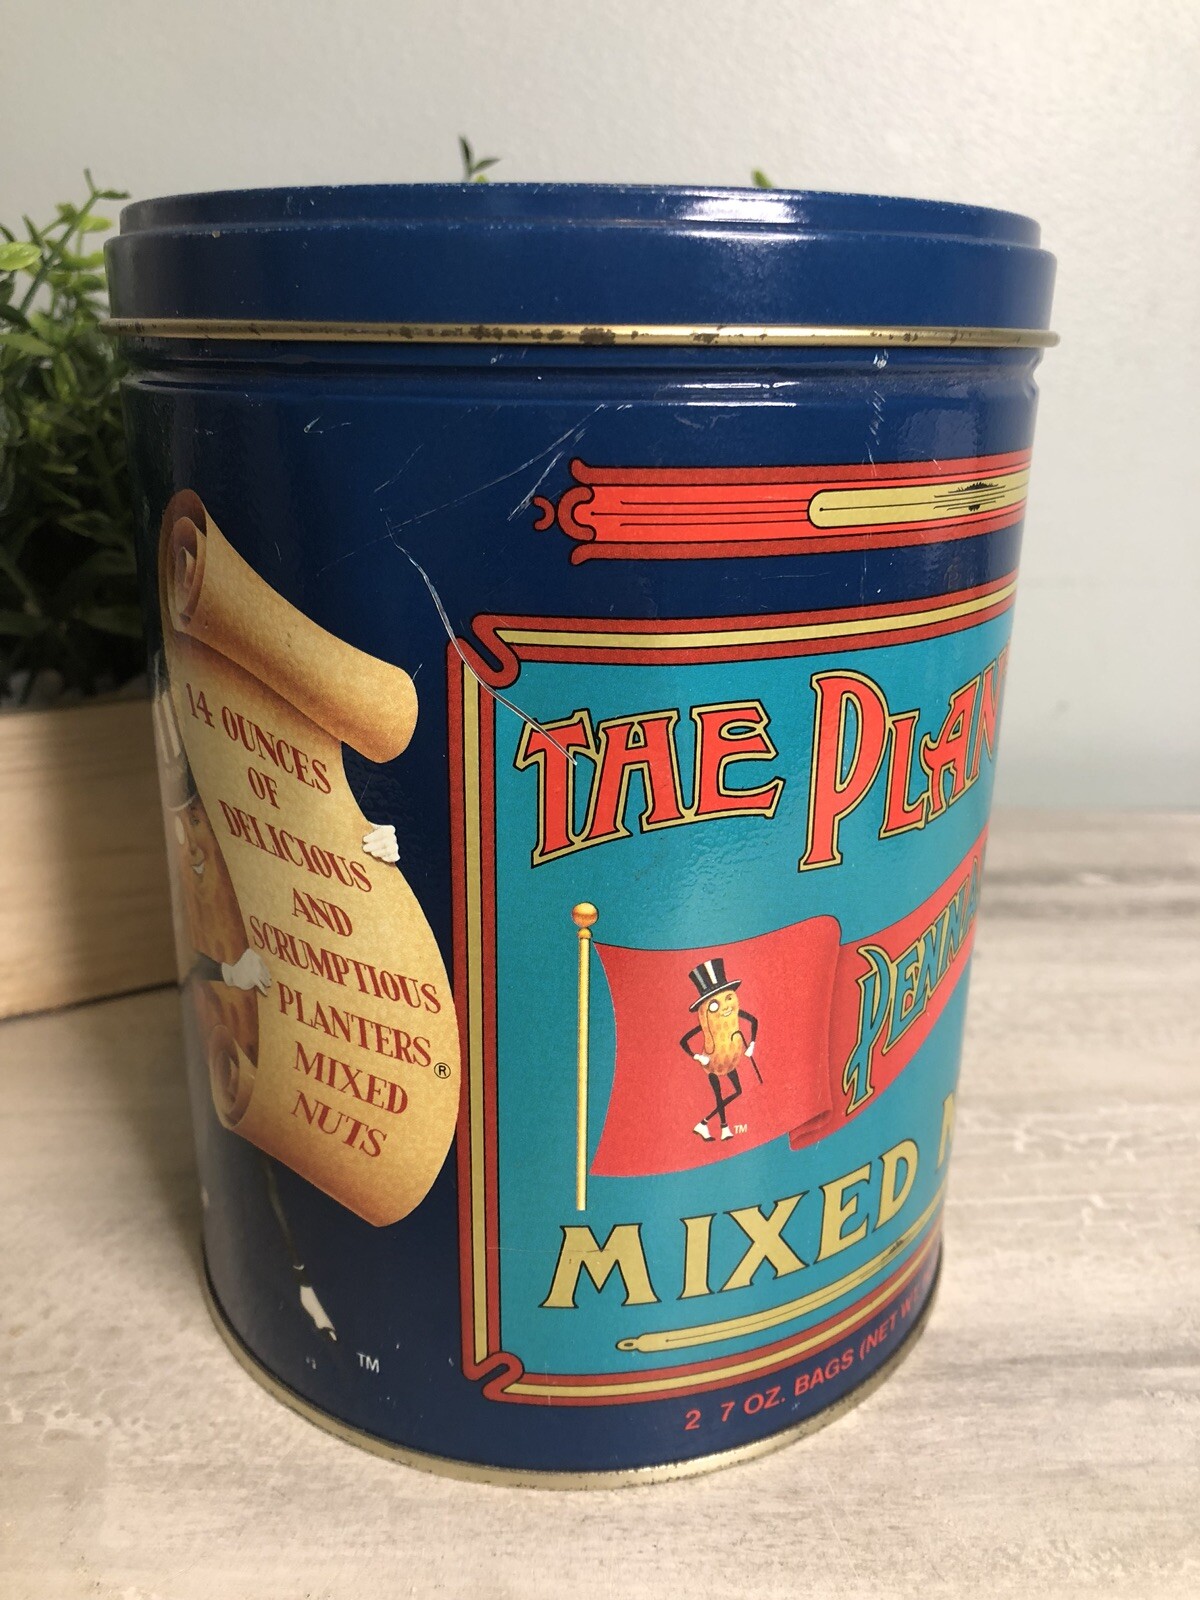 14 OUNCES
OF
DELICIOUS
AND
SCRUMPTIOUS
PLANTERS®
MIXED
NUTS
TM
THE PLAN
PENNA
TM
MIXED N
2 7 OZ. BAGS (NET W